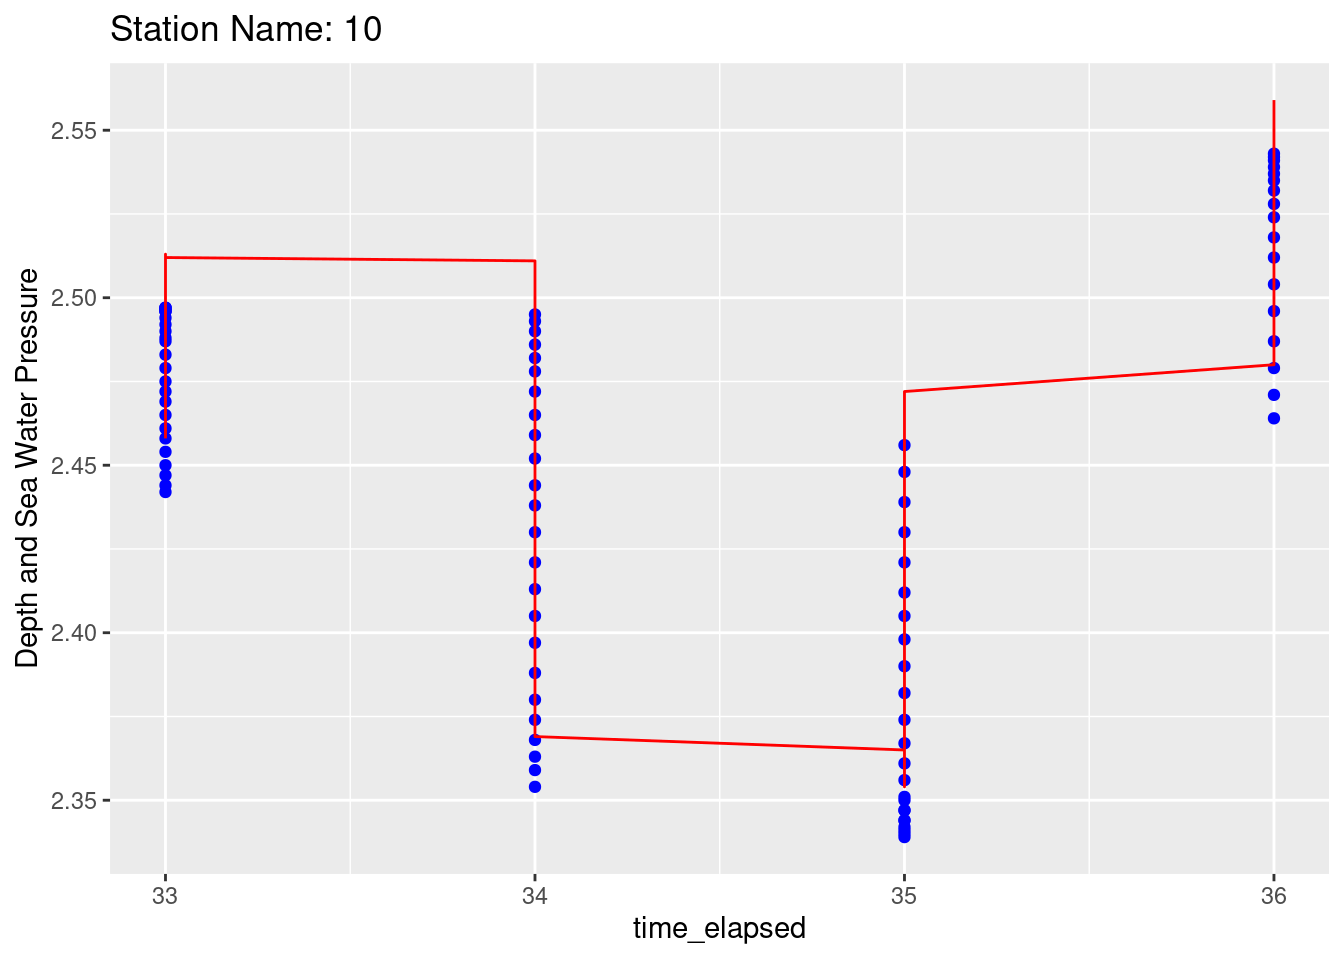 Station Name: 10
Depth and Sea Water Pressure
2.55
2.50
2.45
2.40
2.35
33 34 35 36
time_elapsed